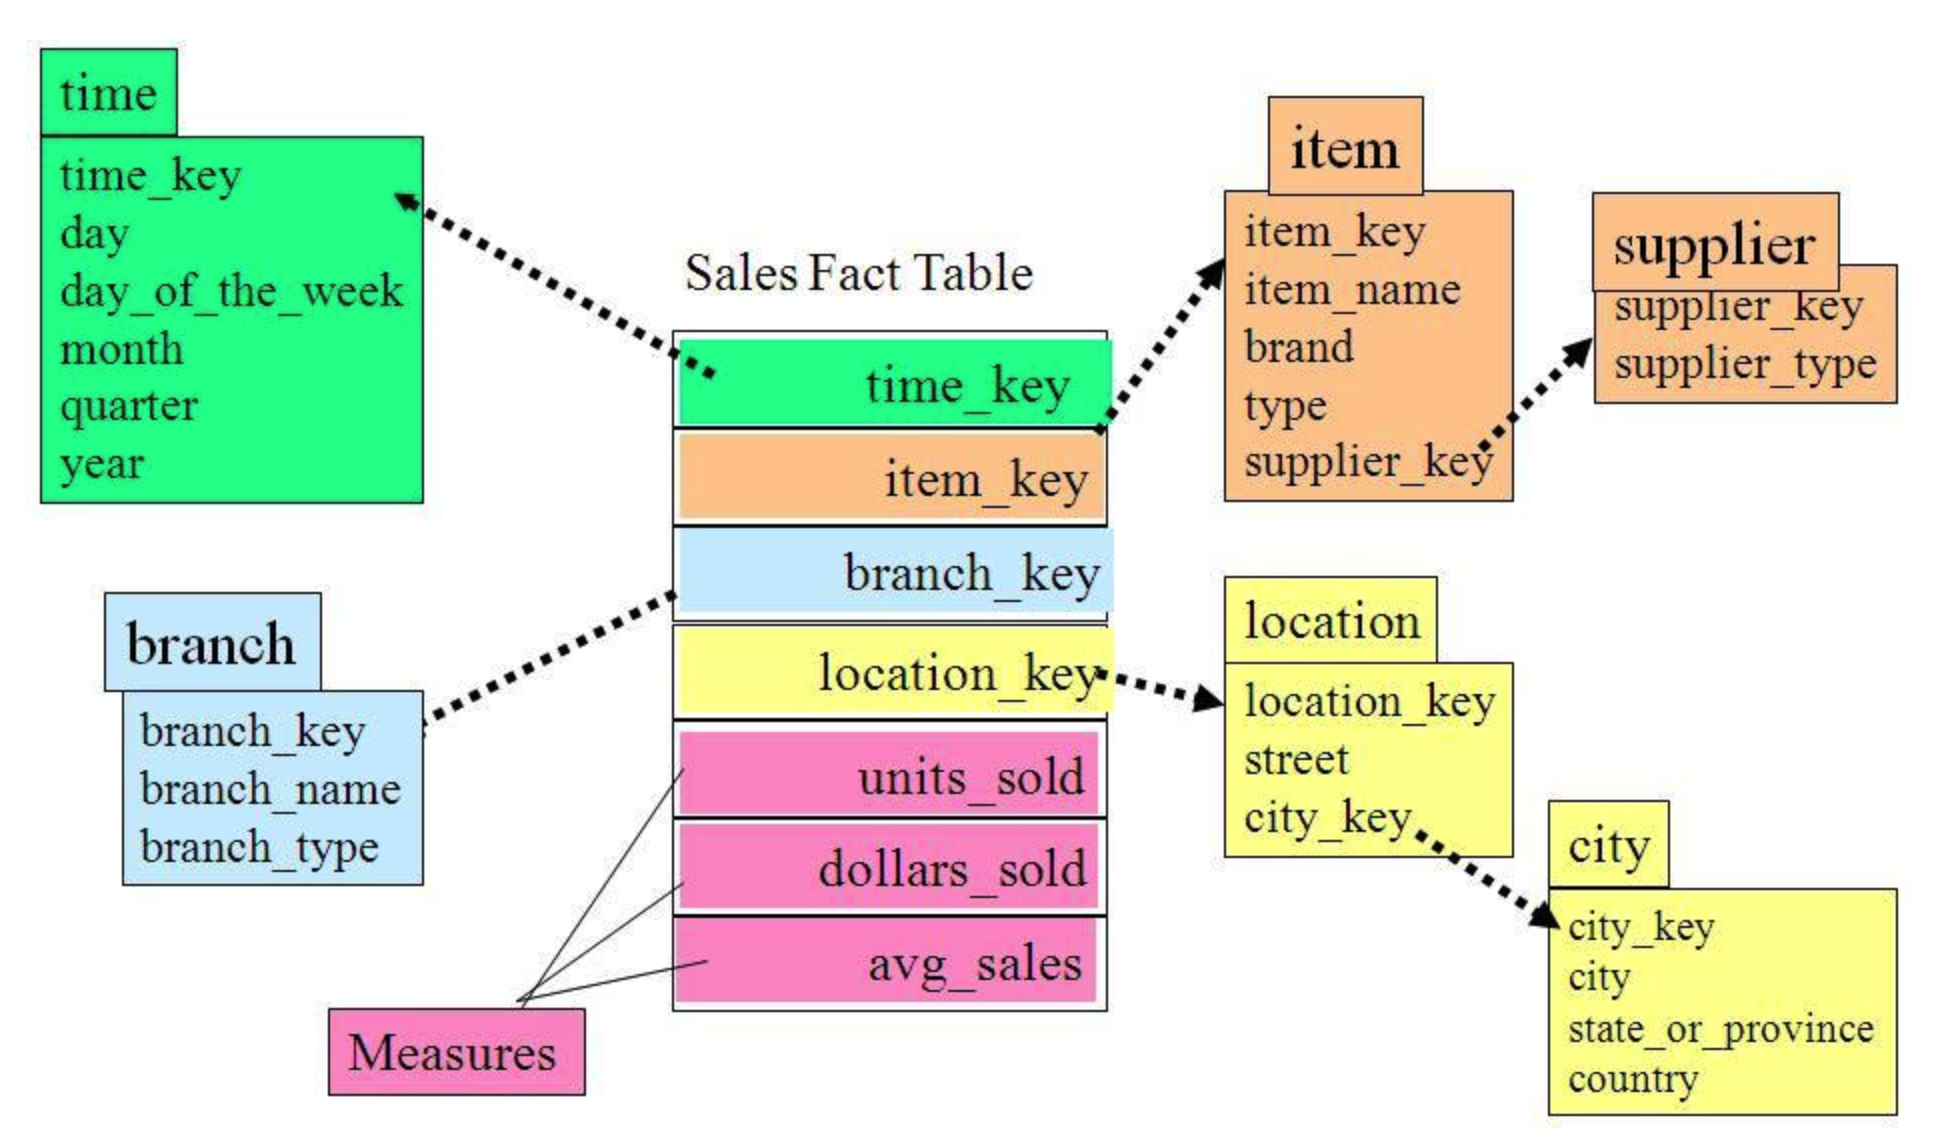 time
time_key
day
day_of_the_week
month
quarter
year
branch
branch_key
branch_name
branch_type
Sales Fact Table
time_key
item_key
branch_key
location_key
units_sold
dollars_sold
avg_sales
Measures
item
item_key
item_name
brand
type
supplier_key
supplier
supplier_key
supplier_type
location
location_key
street
city_key
city
city_key
city
state_or_province
country